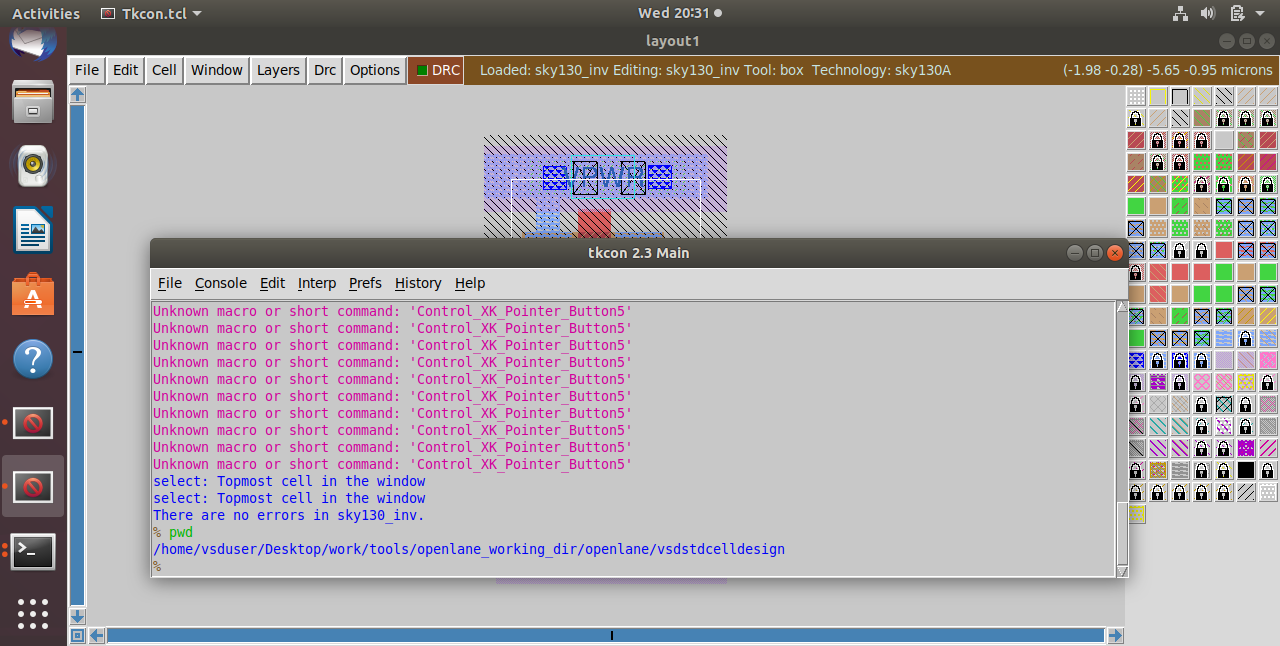 Activities
Tkcon.tcl
Wed 20:31
layout1
File Edit Cell Window Layers Drc Options DRC
Loaded: sky130_inv Editing: sky130_inv Tool: box Technology: sky130A
(-1.98 -0.28) -5.65 -0.95 microns
VPWR
tkcon 2.3 Main
File Console Edit Interp Prefs History Help
Unknown macro or short command: 'Control_XK_Pointer_Button5'
Unknown macro or short command: 'Control_XK_Pointer_Button5'
Unknown macro or short command: 'Control_XK_Pointer_Button5'
Unknown macro or short command: 'Control_XK_Pointer_Button5'
Unknown macro or short command: 'Control_XK_Pointer_Button5'
Unknown macro or short command: 'Control_XK_Pointer_Button5'
Unknown macro or short command: 'Control_XK_Pointer_Button5'
Unknown macro or short command: 'Control_XK_Pointer_Button5'
Unknown macro or short command: 'Control_XK_Pointer_Button5'
Unknown macro or short command: 'Control_XK_Pointer_Button5'
select: Topmost cell in the window
select: Topmost cell in the window
There are no errors in sky130_inv.
% pwd
/home/vsduser/Desktop/work/tools/openlane_working_dir/openlane/vsdstdcelldesign
%